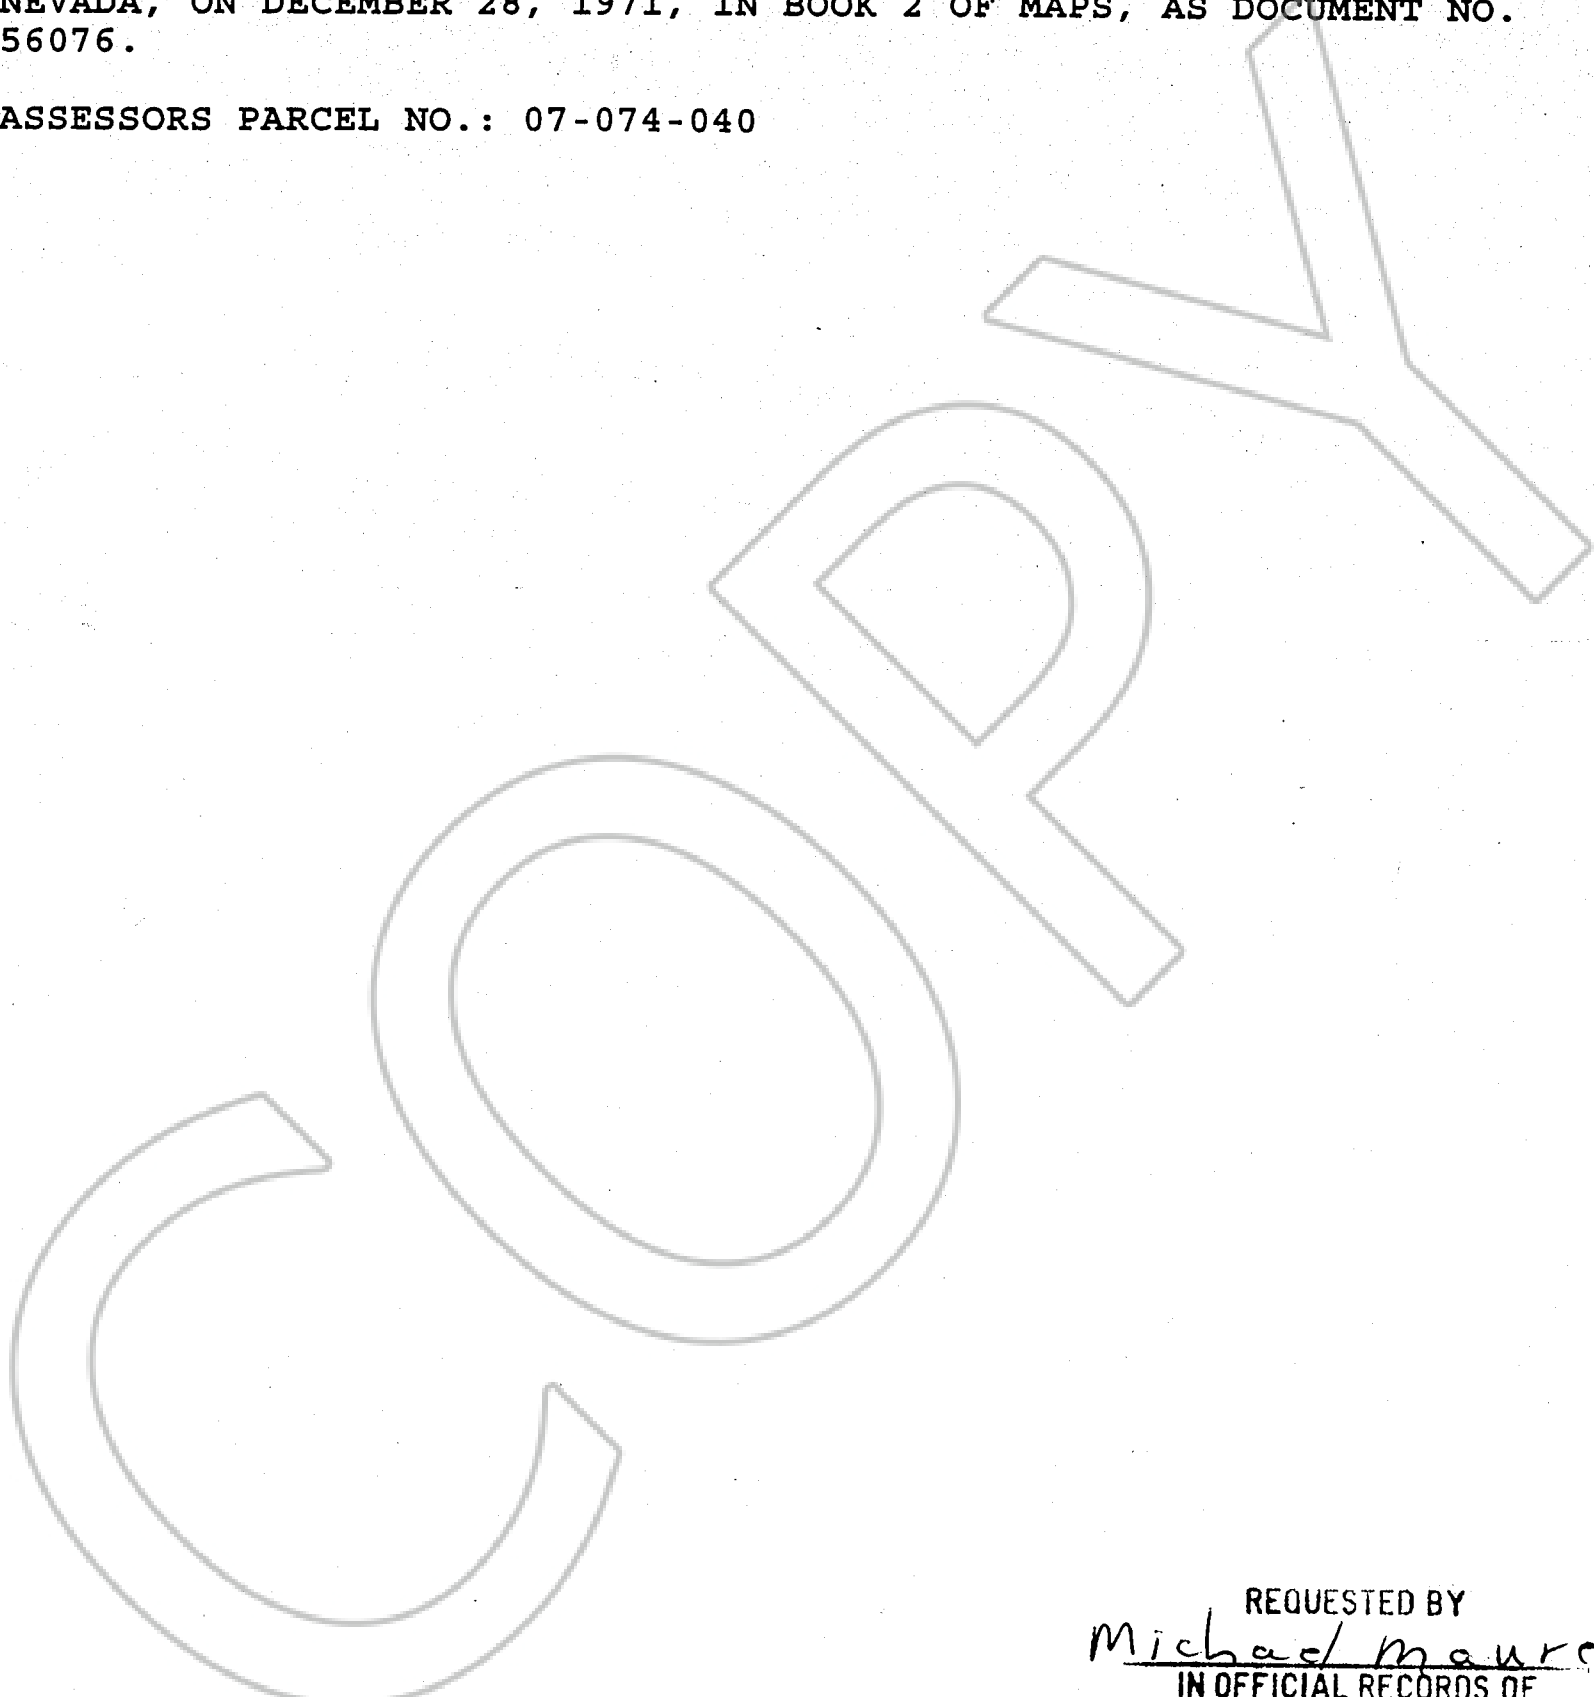 NEVADA, ON DECEMBER 28, 1971, IN BOOK 2 OF MAPS, AS DOCUMENT NO.
56076.
ASSESSORS PARCEL NO.: 07-074-040
COPY
REQUESTED BY
Michael
IN OFFICIAL RECORDS OF